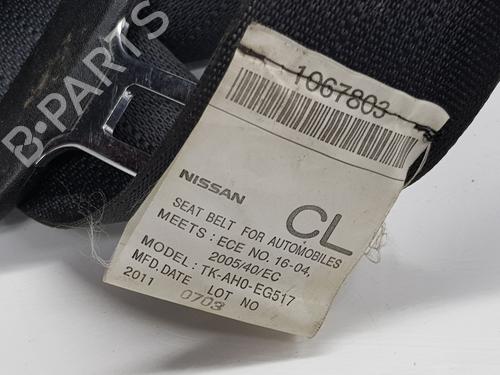 B-PARTS
1067803
NISSAN
CL
SEAT BELT FOR AUTOMOBILES
MEETS : ECE NO. 16-04,
2005/40/EC
MODEL: TK-AH0-EG517
MFD.DATE LOT NO
2011 0703